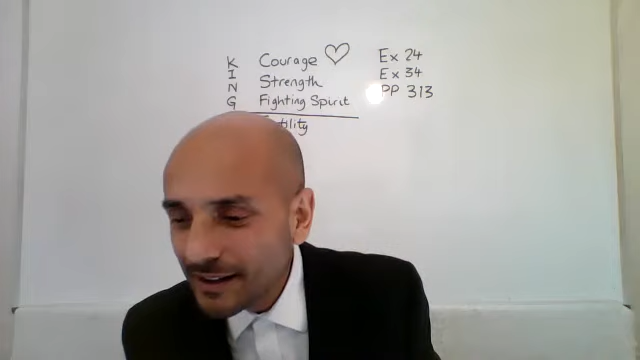 K
I
N
G
Courage ♡
Strength
Fighting Spirit
Ex 24
Ex 34
PP 313